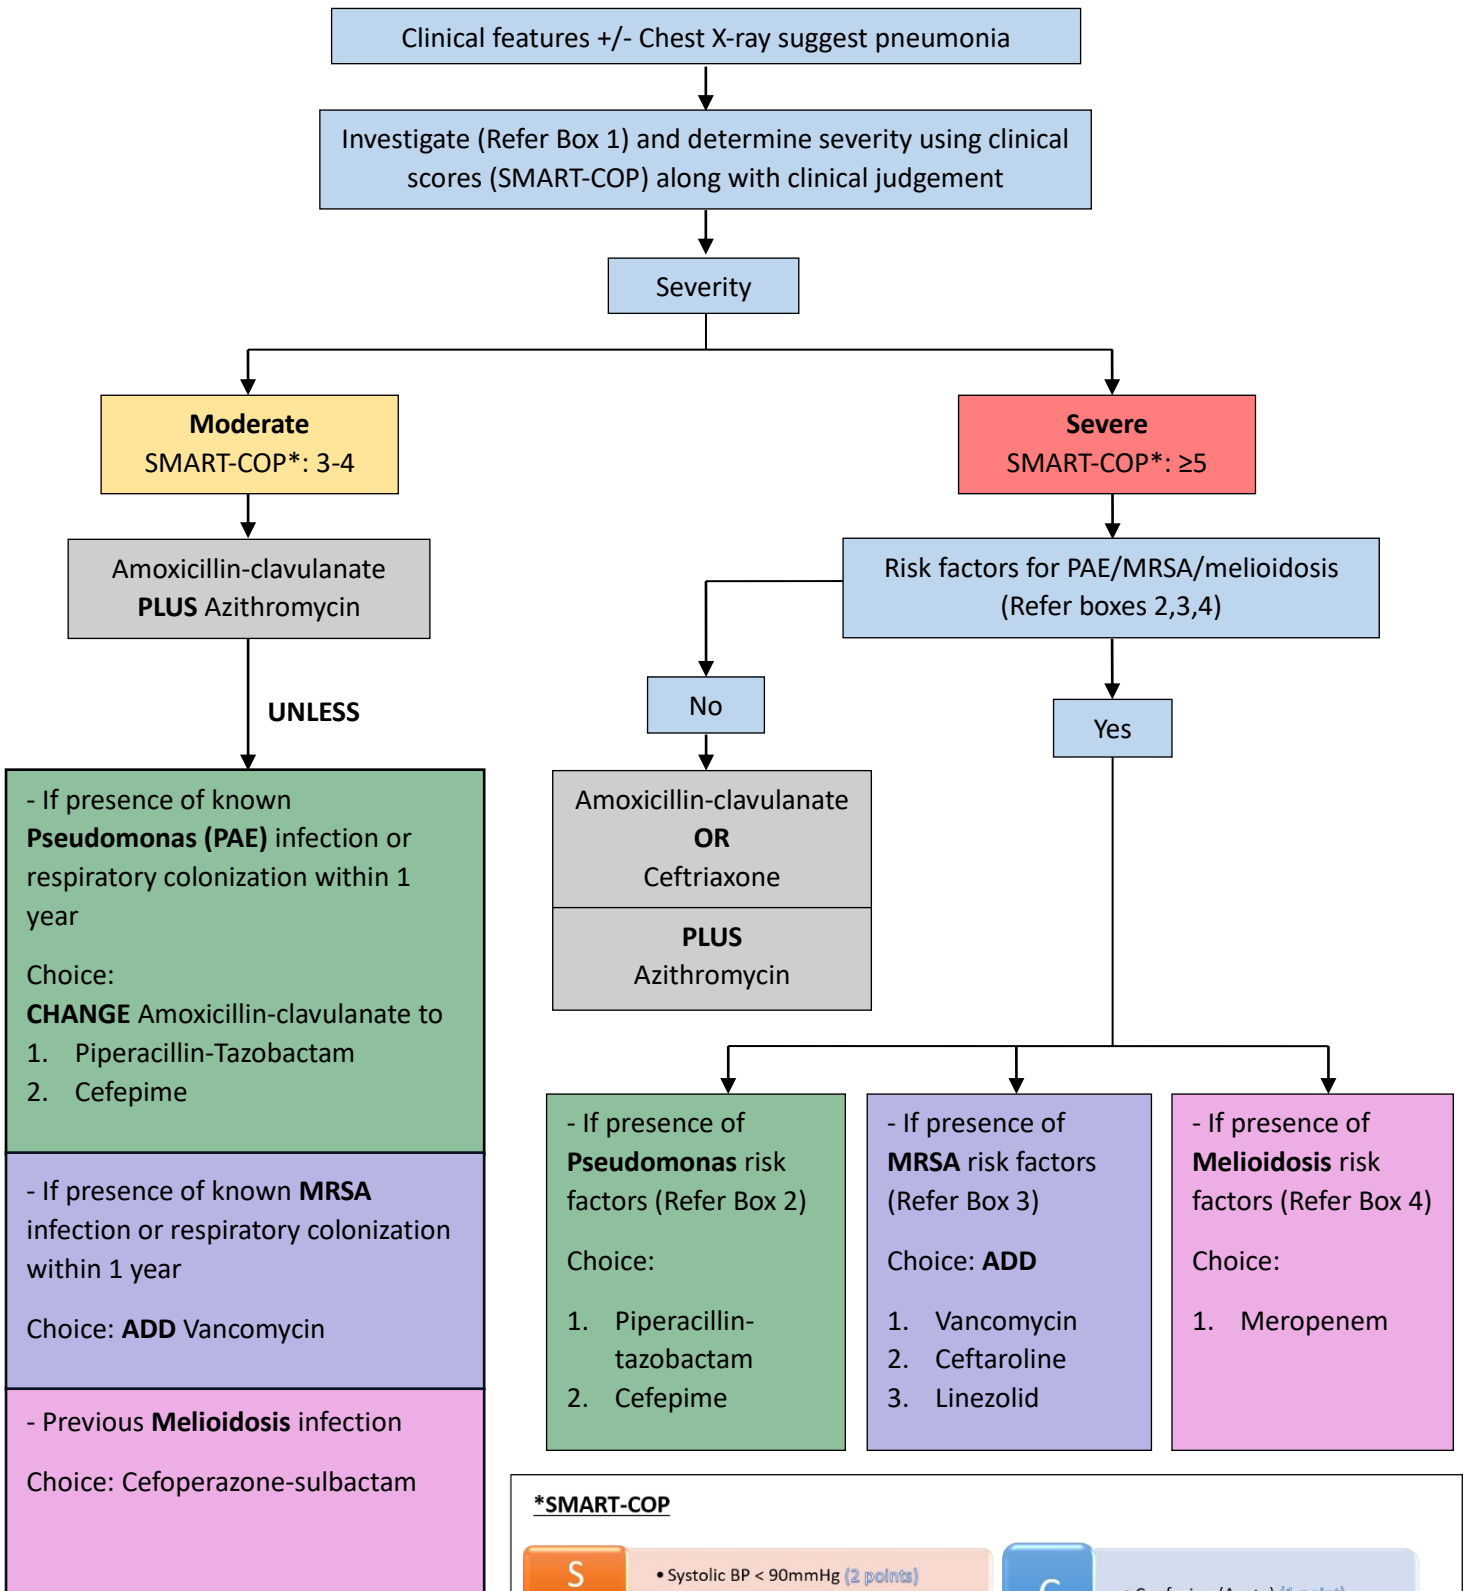 Clinical features +/- Chest X-ray suggest pneumonia
Investigate (Refer Box 1) and determine severity using clinical
scores (SMART-COP) along with clinical judgement
Severity
Moderate
SMART-COP*: 3-4
Severe
SMART-COP*: ≥5
Amoxicillin-clavulanate
PLUS Azithromycin
Risk factors for PAE/MRSA/melioidosis
(Refer boxes 2,3,4)
UNLESS
No
Yes
- If presence of known
Pseudomonas (PAE) infection or
respiratory colonization within 1
year
Choice:
CHANGE Amoxicillin-clavulanate to
1. Piperacillin-Tazobactam
2. Cefepime
- If presence of known MRSA
infection or respiratory colonization
within 1 year
Choice: ADD Vancomycin
- Previous Melioidosis infection
Choice: Cefoperazone-sulbactam
Amoxicillin-clavulanate
OR
Ceftriaxone
PLUS
Azithromycin
- If presence of
Pseudomonas risk
factors (Refer Box 2)
Choice:
1. Piperacillin-
tazobactam
2. Cefepime
- If presence of
MRSA risk factors
(Refer Box 3)
Choice: ADD
1. Vancomycin
2. Ceftaroline
3. Linezolid
- If presence of
Melioidosis risk
factors (Refer Box 4)
Choice:
1. Meropenem
*SMART-COP
S
• Systolic BP < 90mmHg (2 points)